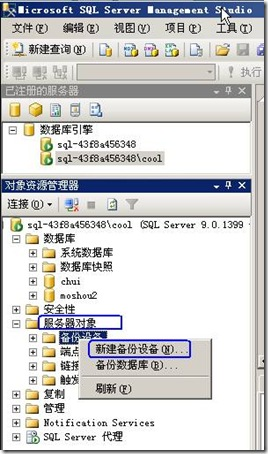 Microsoft SQL Server Management Studio
文件(F) 编辑(E) 视图(V) 项目(P) 工具(T)
新建查询(N)
执行
已注册的服务器
数据库引擎
sql-43f8a456348
sql-43f8a456348\cool
对象资源管理器
连接(O)
sql-43f8a456348\cool (SQL Server 9.0.1399
数据库
系统数据库
数据库快照
chui
moshou2
安全性
服务器对象
备份设备
新建备份设备(N)...
端点
备份数据库(B)...
链接
触发
刷新(F)
复制
管理
Notification Services
SQL Server 代理